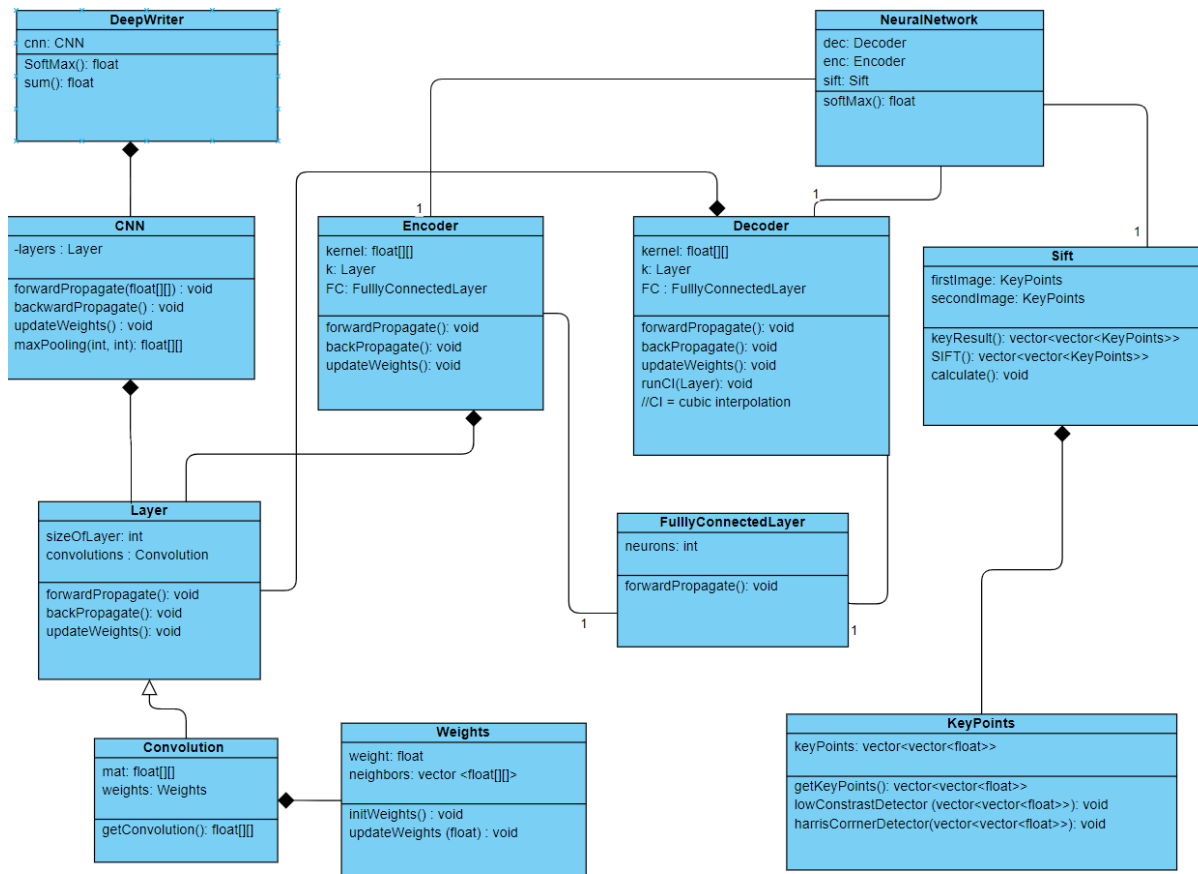 DeepWriter
cnn: CNN
SoftMax(): float
sum(): float
NeuralNetwork
dec: Decoder
enc: Encoder
sift: Sift
softMax(): float
1
1
1
CNN
-layers : Layer
forwardPropagate(float[][]) : void
backwardPropagate() : void
updateWeights() : void
maxPooling(int, int): float[][]
Encoder
kernel: float[][]
k: Layer
FC: FulllyConnectedLayer
forwardPropagate(): void
backPropagate(): void
updateWeights(): void
Decoder
kernel: float[][]
k: Layer
FC : FulllyConnectedLayer
forwardPropagate(): void
backPropagate(): void
updateWeights(): void
runCI(Layer): void
//CI = cubic interpolation
Sift
firstImage: KeyPoints
secondImage: KeyPoints
keyResult(): vector<vector<KeyPoints>>
SIFT(): vector<vector<KeyPoints>>
calculate(): void
Layer
sizeOfLayer: int
convolutions : Convolution
forwardPropagate(): void
backPropagate(): void
updateWeights(): void
FulllyConnectedLayer
neurons: int
forwardPropagate(): void
1
1
Convolution
mat: float[][]
weights: Weights
getConvolution(): float[][]
Weights
weight: float
neighbors: vector <float[][]>
initWeights() : void
updateWeights (float) : void
KeyPoints
keyPoints: vector<vector<float>>
getKeyPoints(): vector<vector<float>>
lowConstrastDetector (vector<vector<float>>): void
harrisCorrnerDetector(vector<vector<float>>): void